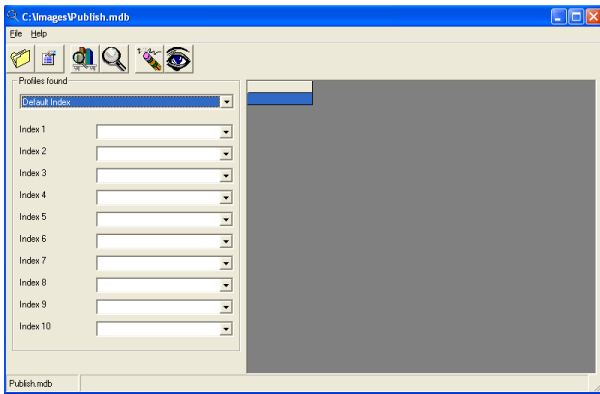 C:\Images\Publish.mdb
File Help
Profiles found
Default Index
Index 1
Index 2
Index 3
Index 4
Index 5
Index 6
Index 7
Index 8
Index 9
Index 10
Publish.mdb